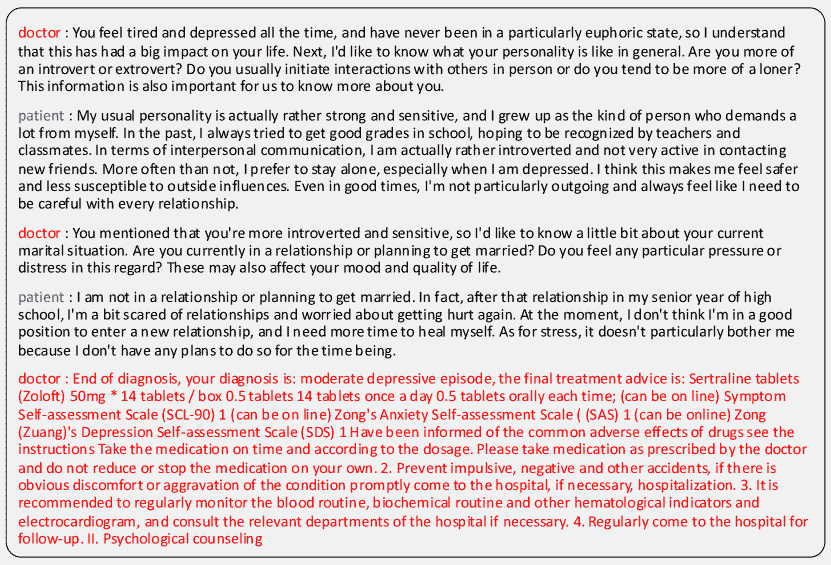 doctor : You feel tired and depressed all the time, and have never been in a particularly euphoric state, so I understand
that this has had a big impact on your life. Next, I'd like to know what your personality is like in general. Are you more of
an introvert or extrovert? Do you usually initiate interactions with others in person or do you tend to be more of a loner?
This information is also important for us to know more about you.
patient : My usual personality is actually rather strong and sensitive, and I grew up as the kind of person who demands a
lot from myself. In the past, I always tried to get good grades in school, hoping to be recognized by teachers and
classmates. In terms of interpersonal communication, I am actually rather introverted and not very active in contacting
new friends. More often than not, I prefer to stay alone, especially when I am depressed. I think this makes me feel safer
and less susceptible to outside influences. Even in good times, I'm not particularly outgoing and always feel like I need to
be careful with every relationship.
doctor : You mentioned that you're more introverted and sensitive, so I'd like to know a little bit about your current
marital situation. Are you currently in a relationship or planning to get married? Do you feel any particular pressure or
distress in this regard? These may also affect your mood and quality of life.
patient : I am not in a relationship or planning to get married. In fact, after that relationship in my senior year of high
school, I'm a bit scared of relationships and worried about getting hurt again. At the moment, I don't think I'm in a good
position to enter a new relationship, and I need more time to heal myself. As for stress, it doesn't particularly bother me
because I don't have any plans to do so for the time being.
doctor : End of diagnosis, your diagnosis is: moderate depressive episode, the final treatment advice is: Sertraline tablets
(Zoloft) 50mg * 14 tablets / box 0.5 tablets 14 tablets once a day 0.5 tablets orally each time; (can be on line) Symptom
Self-assessment Scale (SCL-90) 1 (can be on line) Zong's Anxiety Self-assessment Scale ( (SAS) 1 (can be online) Zong
(Zuang)'s Depression Self-assessment Scale (SDS) 1 Have been informed of the common adverse effects of drugs see the
instructions Take the medication on time and according to the dosage. Please take medication as prescribed by the doctor
and do not reduce or stop the medication on your own. 2. Prevent impulsive, negative and other accidents, if there is
obvious discomfort or aggravation of the condition promptly come to the hospital, if necessary, hospitalization. 3. It is
recommended to regularly monitor the blood routine, biochemical routine and other hematological indicators and
electrocardiogram, and consult the relevant departments of the hospital if necessary. 4. Regularly come to the hospital for
follow-up. II. Psychological counseling